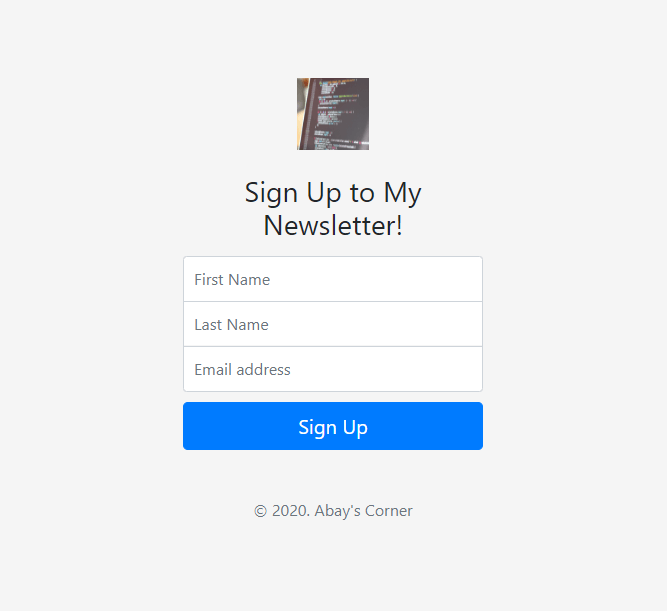 Sign Up to My
Newsletter!
First Name
Last Name
Email address
Sign Up
© 2020. Abay's Corner